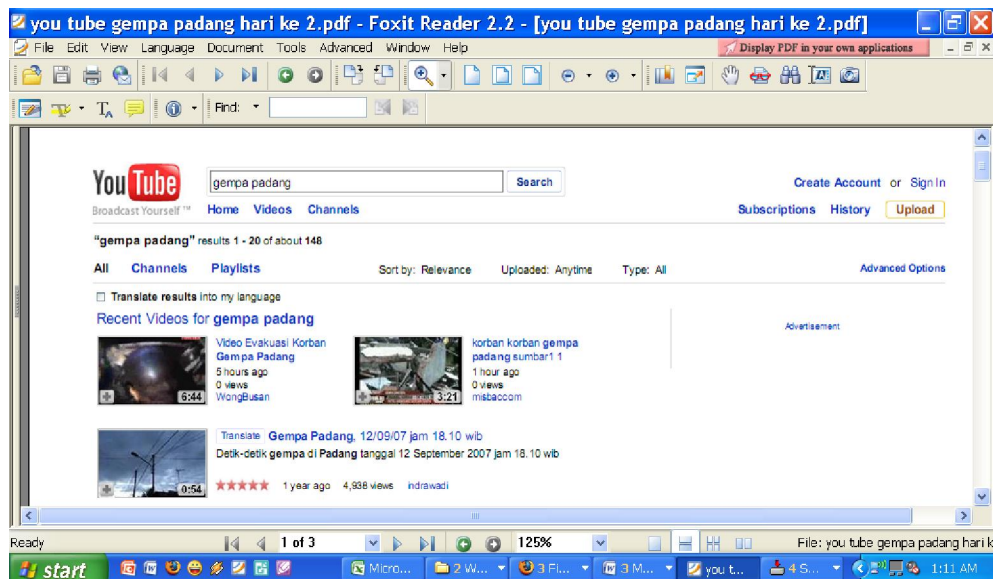 you tube gempa padang hari ke 2.pdf - Foxit Reader 2.2 - [you tube gempa padang hari ke 2.pdf]
File Edit View Language Document Tools Advanced Window Help
Display PDF in your own applications
Find:
You Tube
Broadcast Yourself™
gempa padang
Search
Create Account or Sign In
Home Videos Channels
Subscriptions History Upload
"gempa padang" results 1 - 20 of about 148
All Channels Playlists Sort by: Relevance Uploaded: Anytime Type: All Advanced Options
Translate results into my language
Recent Videos for gempa padang
Advertisement
Video Evakuasi Korban
Gempa Padang
5 hours ago
0 views
WongBusan
6:44
korban korban gempa
padang sumbar1 1
1 hour ago
0 views
misbaccom
3:21
Translate Gempa Padang, 12/09/07 jam 18.10 wib
Detik-detik gempa di Padang tanggal 12 September 2007 jam 18.10 wib
0:54
1 year ago 4,938 views indrawadi
Ready 1 of 3 125% File: you tube gempa padang hari k
start Micro... 2 W... 3 Fi... 3 M... you t... 4 S... 1:11 AM